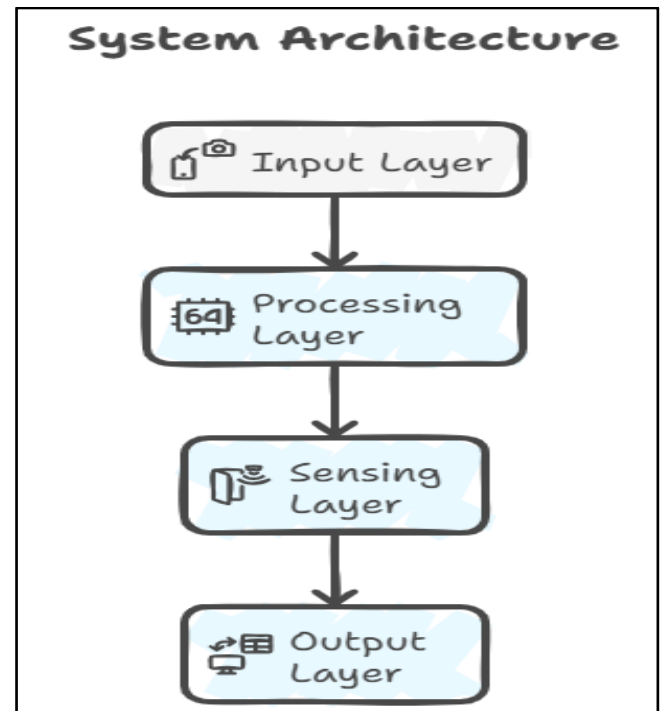 System Architecture
Input Layer
64
Processing
Layer
Sensing
Layer
Output
Layer